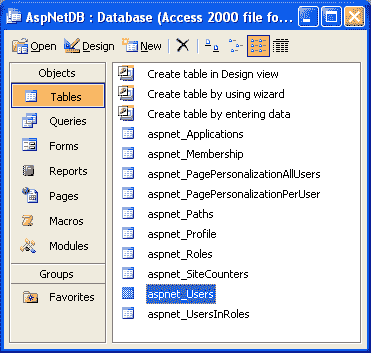 AspNetDB : Database (Access 2000 file fo...
Open Design New
Objects
Tables
Queries
Forms
Reports
Pages
Macros
Modules
Groups
Favorites
Create table in Design view
Create table by using wizard
Create table by entering data
aspnet_Applications
aspnet_Membership
aspnet_PagePersonalizationAllUsers
aspnet_PagePersonalizationPerUser
aspnet_Paths
aspnet_Profile
aspnet_Roles
aspnet_SiteCounters
aspnet_Users
aspnet_UsersInRoles